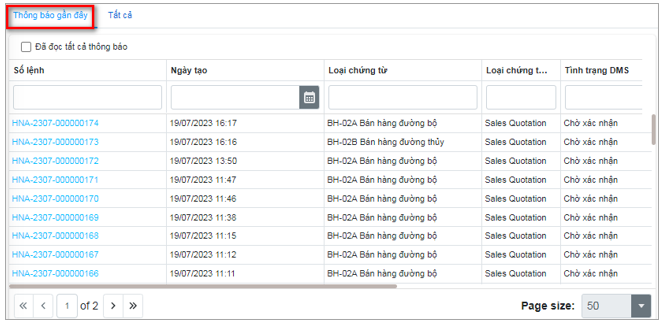 Thông báo gần đây Tất cả
Đã đọc tất cả thông báo
Số lệnh Ngày tạo Loại chứng từ Loại chứng t... Tình trạng DMS
HNA-2307-000000174 19/07/2023 16:17 BH-02A Bán hàng đường bộ Sales Quotation Chờ xác nhận
HNA-2307-000000173 19/07/2023 16:16 BH-02B Bán hàng đường thủy Sales Quotation Chờ xác nhận
HNA-2307-000000172 19/07/2023 13:50 BH-02A Bán hàng đường bộ Sales Quotation Chờ xác nhận
HNA-2307-000000171 19/07/2023 11:47 BH-02A Bán hàng đường bộ Sales Quotation Chờ xác nhận
HNA-2307-000000170 19/07/2023 11:46 BH-02A Bán hàng đường bộ Sales Quotation Chờ xác nhận
HNA-2307-000000169 19/07/2023 11:38 BH-02A Bán hàng đường bộ Sales Quotation Chờ xác nhận
HNA-2307-000000168 19/07/2023 11:15 BH-02A Bán hàng đường bộ Sales Quotation Chờ xác nhận
HNA-2307-000000167 19/07/2023 11:12 BH-02A Bán hàng đường bộ Sales Quotation Chờ xác nhận
HNA-2307-000000166 19/07/2023 11:11 BH-02A Bán hàng đường bộ Sales Quotation Chờ xác nhận
1 of 2 Page size: 50